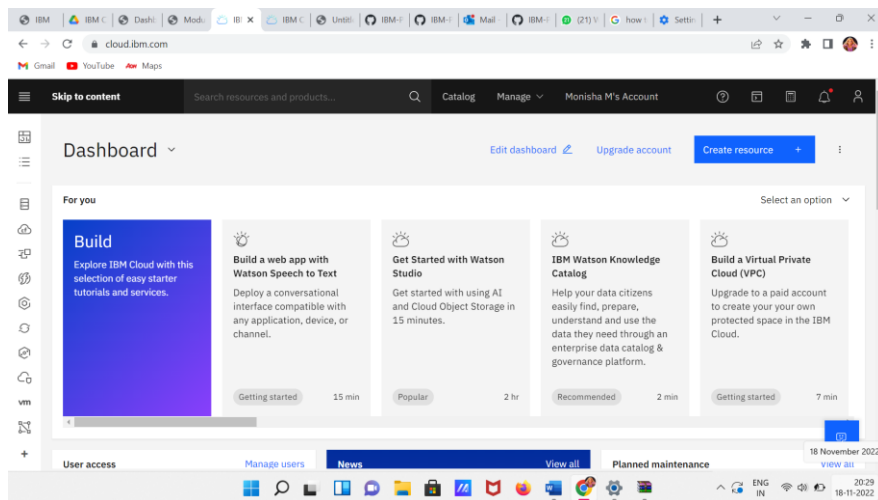 IBM
IBM C
Dashl
Modu
IBM C
Untitl
IBM-
IBM-
Mail
IBM-
(21) V
how
Settin
cloud.ibm.com
Gmail
YouTube
Maps
Skip to content
Search resources and products...
Catalog
Manage
Monisha M's Account
Dashboard
Edit dashboard
Upgrade account
Create resource +
For you
Select an option
Build
Explore IBM Cloud with this
selection of easy starter
tutorials and services.
Build a web app with
Watson Speech to Text
Deploy a conversational
interface compatible with
any application, device, or
channel.
Getting started
15 min
Get Started with Watson
Studio
Get started with using AI
and Cloud Object Storage in
15 minutes.
Popular
2 hr
IBM Watson Knowledge
Catalog
Help your data citizens
easily find, prepare,
understand and use the
data they need through an
enterprise data catalog &
governance platform.
Recommended
2 min
Build a Virtual Private
Cloud (VPC)
Upgrade to a paid account
to create your your own
protected space in the IBM
Cloud.
Getting started
7 min
vm
User access
Manage users
News
View all
Planned maintenance
View all
18 November 2022
ENG
IN
20:29
18-11-2022